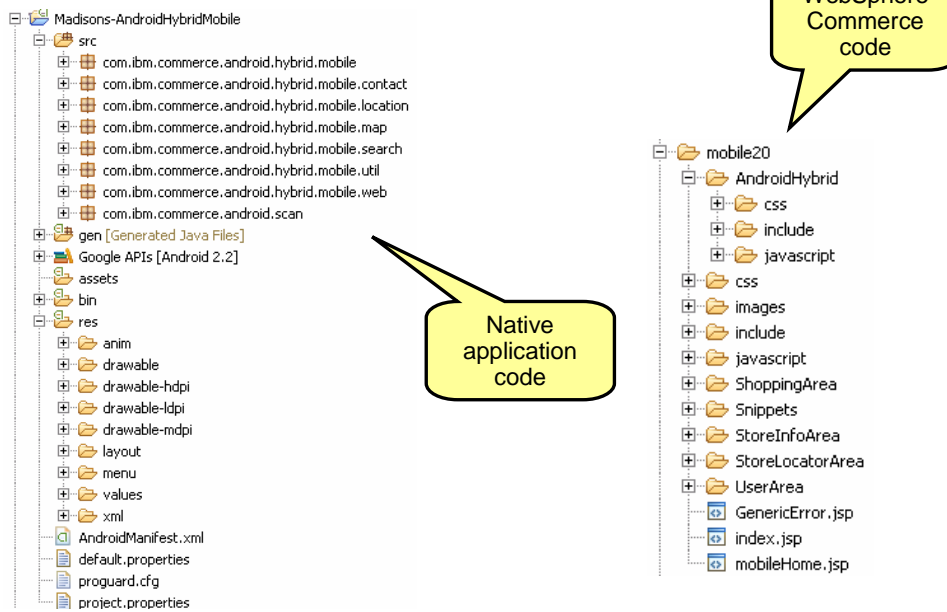 Madisons-AndroidHybridMobile
src
com.ibm.commerce.android.hybrid.mobile
com.ibm.commerce.android.hybrid.mobile.contact
com.ibm.commerce.android.hybrid.mobile.location
com.ibm.commerce.android.hybrid.mobile.map
com.ibm.commerce.android.hybrid.mobile.search
com.ibm.commerce.android.hybrid.mobile.util
com.ibm.commerce.android.hybrid.mobile.web
com.ibm.commerce.android.scan
gen [Generated Java Files]
Google APIs [Android 2.2]
assets
bin
res
anim
drawable
drawable-hdpi
drawable-ldpi
drawable-mdpi
layout
menu
values
xml
AndroidManifest.xml
default.properties
proguard.cfg
project.properties
Native
application
code
WebSphere
Commerce
code
mobile20
AndroidHybrid
css
include
javascript
css
images
include
javascript
ShoppingArea
Snippets
StoreInfoArea
StoreLocatorArea
UserArea
GenericError.jsp
index.jsp
mobileHome.jsp